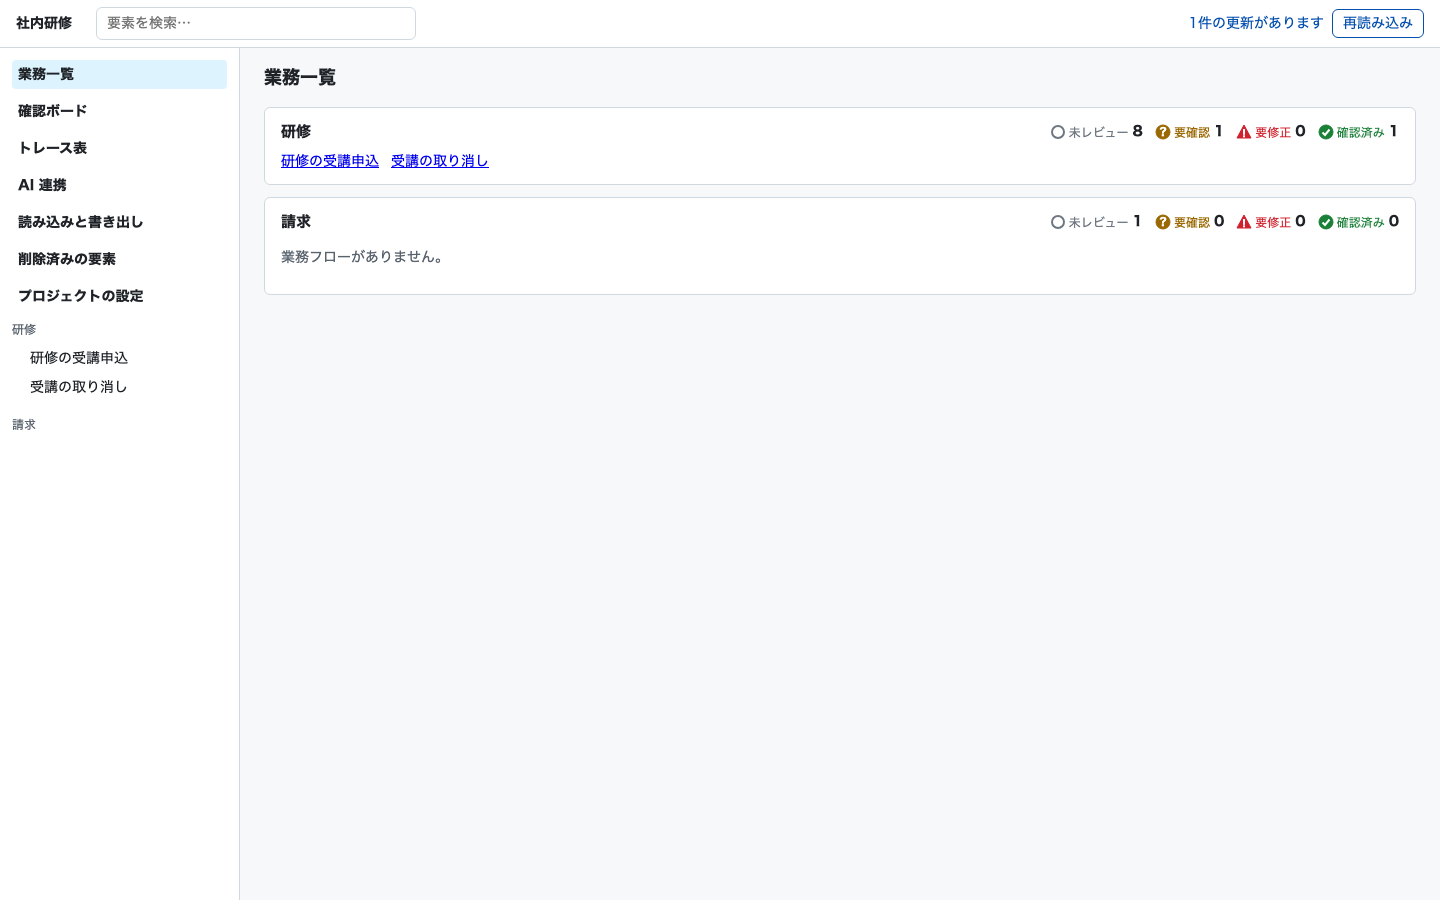 社内研修 要素を検索… 1件の更新があります 再読み込み
業務一覧
確認ボード
トレース表
AI 連携
読み込みと書き出し
削除済みの要素
プロジェクトの設定
研修
研修の受講申込
受講の取り消し
請求
業務一覧
研修 未レビュー 8 要確認 1 要修正 0 確認済み 1
研修の受講申込 受講の取り消し
請求 未レビュー 1 要確認 0 要修正 0 確認済み 0
業務フローがありません。